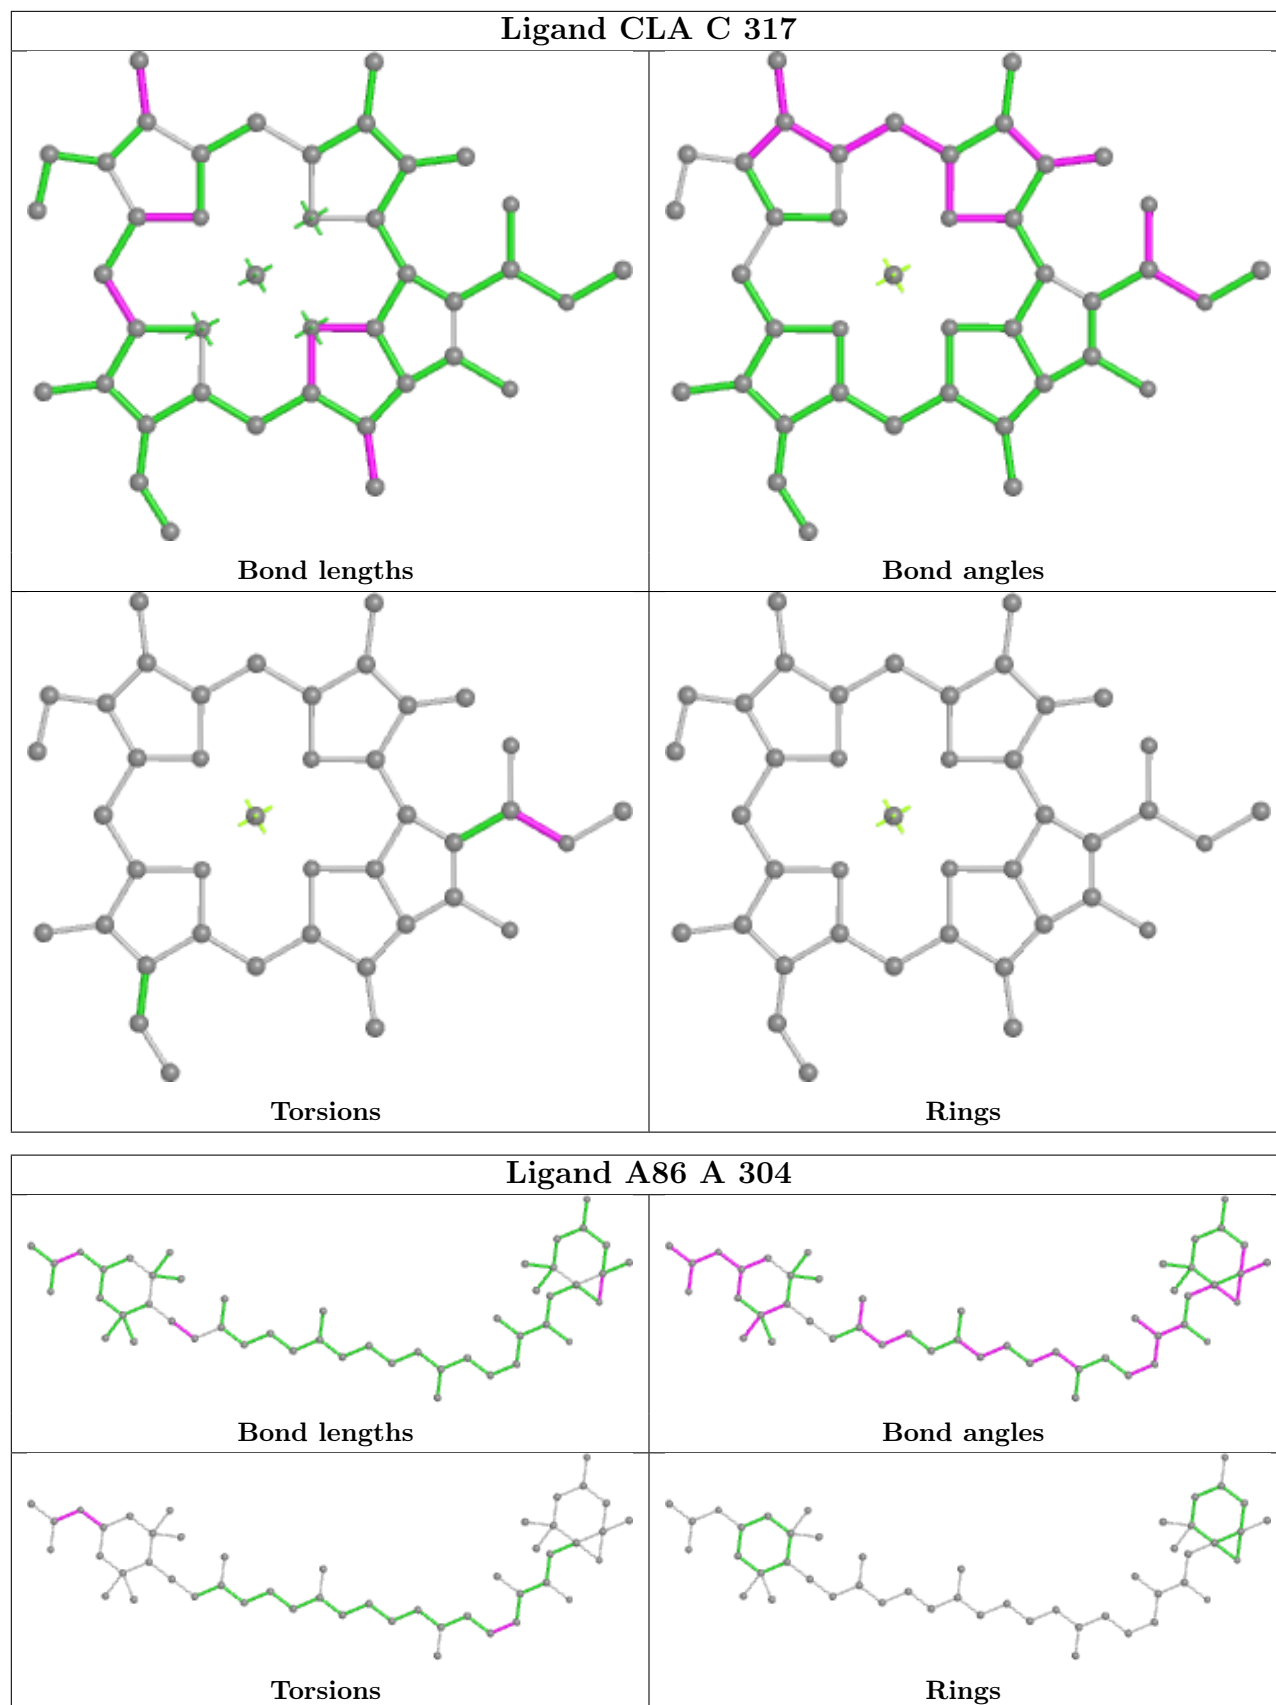 Ligand CLA C 317
Bond lengths
Bond angles
Torsions
Rings
Ligand A86 A 304
Bond lengths
Bond angles
Torsions
Rings